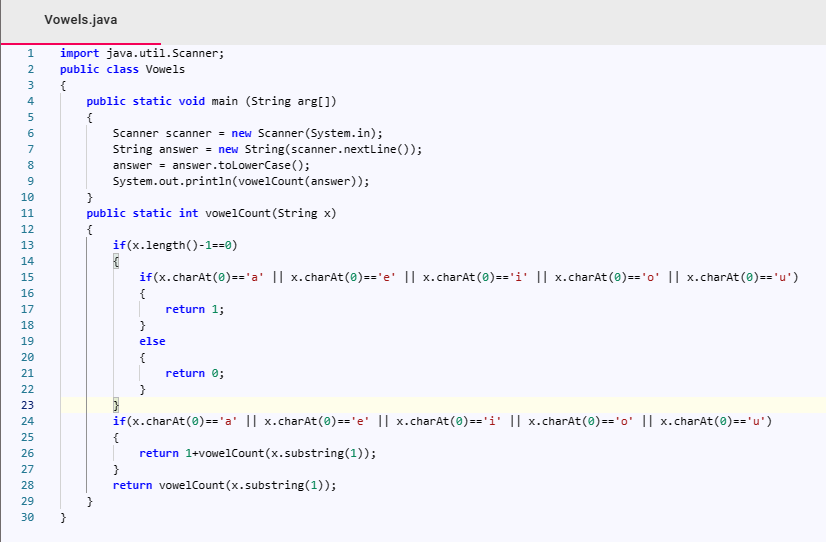 Vowels.java
1 import java.util.Scanner;
2 public class Vowels
3 {
4 public static void main (String arg[])
5 {
6 Scanner scanner = new Scanner(System.in);
7 String answer = new String(scanner.nextLine());
8 answer = answer.toLowerCase();
9 System.out.println(vowelCount(answer));
10 }
11 public static int vowelCount(String x)
12 {
13 if(x.length()-1==0)
14 {
15 if(x.charAt(0)=='a' || x.charAt(0)=='e' || x.charAt(0)=='i' || x.charAt(0)=='o' || x.charAt(0)=='u')
16 {
17 return 1;
18 }
19 else
20 {
21 return 0;
22 }
23 }
24 if(x.charAt(0)=='a' || x.charAt(0)=='e' || x.charAt(0)=='i' || x.charAt(0)=='o' || x.charAt(0)=='u')
25 {
26 return 1+vowelCount(x.substring(1));
27 }
28 return vowelCount(x.substring(1));
29 }
30 }